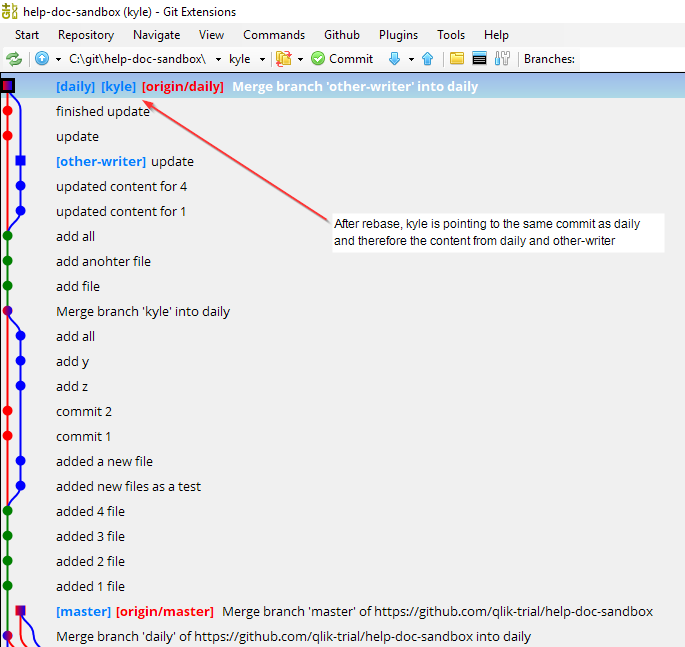 help-doc-sandbox (kyle) - Git Extensions
Start Repository Navigate View Commands Github Plugins Tools Help
C:\git\help-doc-sandbox\ kyle Commit Branches:
[daily] [kyle] [origin/daily] Merge branch 'other-writer' into daily
finished update
update
[other-writer] update
updated content for 4
updated content for 1
After rebase, kyle is pointing to the same commit as daily
and therefore the content from daily and other-writer
add all
add anohter file
add file
Merge branch 'kyle' into daily
add all
add y
add z
commit 2
commit 1
added a new file
added new files as a test
added 4 file
added 3 file
added 2 file
added 1 file
[master] [origin/master] Merge branch 'master' of https://github.com/qlik-trial/help-doc-sandbox
Merge branch 'daily' of https://github.com/qlik-trial/help-doc-sandbox into daily